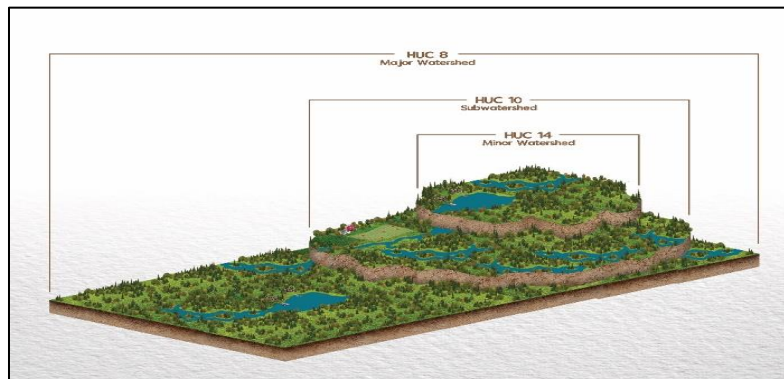 HUC 8
Major Watershed
HUC 10
Subwatershed
HUC 14
Minor Watershed